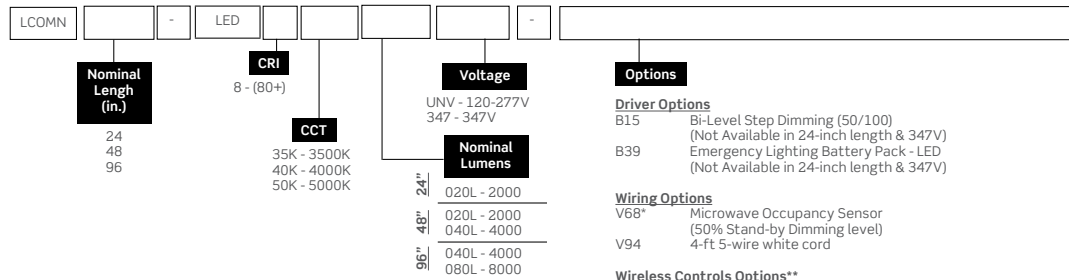 LCOMN - LED -
Nominal
Lengh
(in.)
24
48
96
CRI
8 - (80+)
CCT
35K - 3500K
40K - 4000K
50K - 5000K
Voltage
UNV - 120-277V
347 - 347V
Nominal
Lumens
24"
020L - 2000
48"
020L - 2000
040L - 4000
96"
040L - 4000
080L - 8000
Options
Driver Options
B15 Bi-Level Step Dimming (50/100)
(Not Available in 24-inch length & 347V)
B39 Emergency Lighting Battery Pack - LED
(Not Available in 24-inch length & 347V)
Wiring Options
V68* Microwave Occupancy Sensor
(50% Stand-by Dimming level)
V94 4-ft 5-wire white cord
Wireless Controls Options**